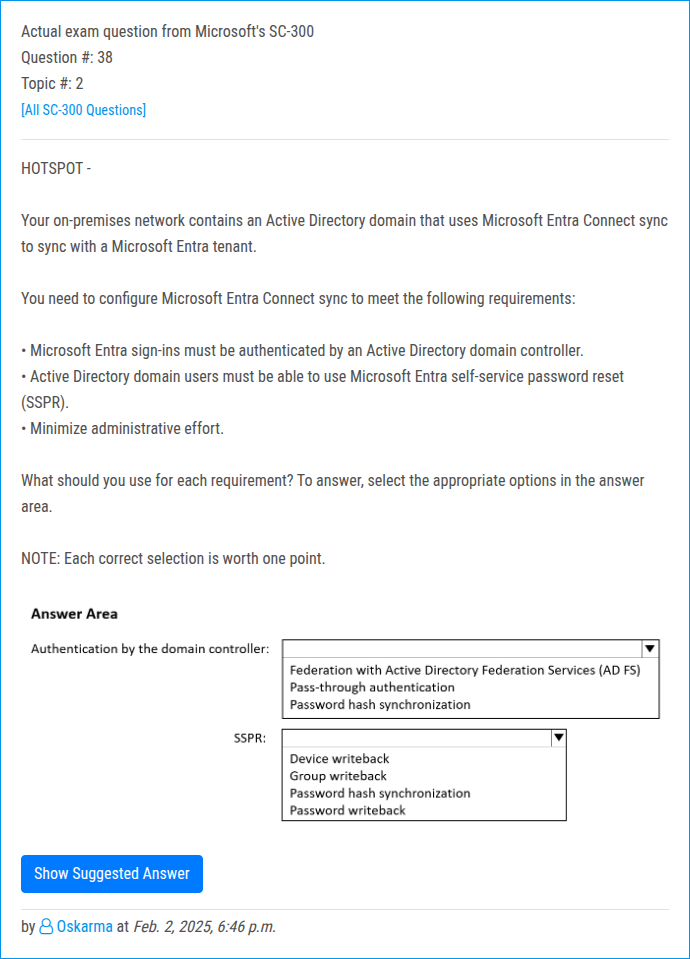 Actual exam question from Microsoft's SC-300
Question #: 38
Topic #: 2
[All SC-300 Questions]
HOTSPOT -
Your on-premises network contains an Active Directory domain that uses Microsoft Entra Connect sync
to sync with a Microsoft Entra tenant.
You need to configure Microsoft Entra Connect sync to meet the following requirements:
• Microsoft Entra sign-ins must be authenticated by an Active Directory domain controller.
• Active Directory domain users must be able to use Microsoft Entra self-service password reset
(SSPR).
• Minimize administrative effort.
What should you use for each requirement? To answer, select the appropriate options in the answer
area.
NOTE: Each correct selection is worth one point.
Answer Area
Authentication by the domain controller:
Federation with Active Directory Federation Services (AD FS)
Pass-through authentication
Password hash synchronization
SSPR:
Device writeback
Group writeback
Password hash synchronization
Password writeback
Show Suggested Answer
by Oskarma at Feb. 2, 2025, 6:46 p.m.